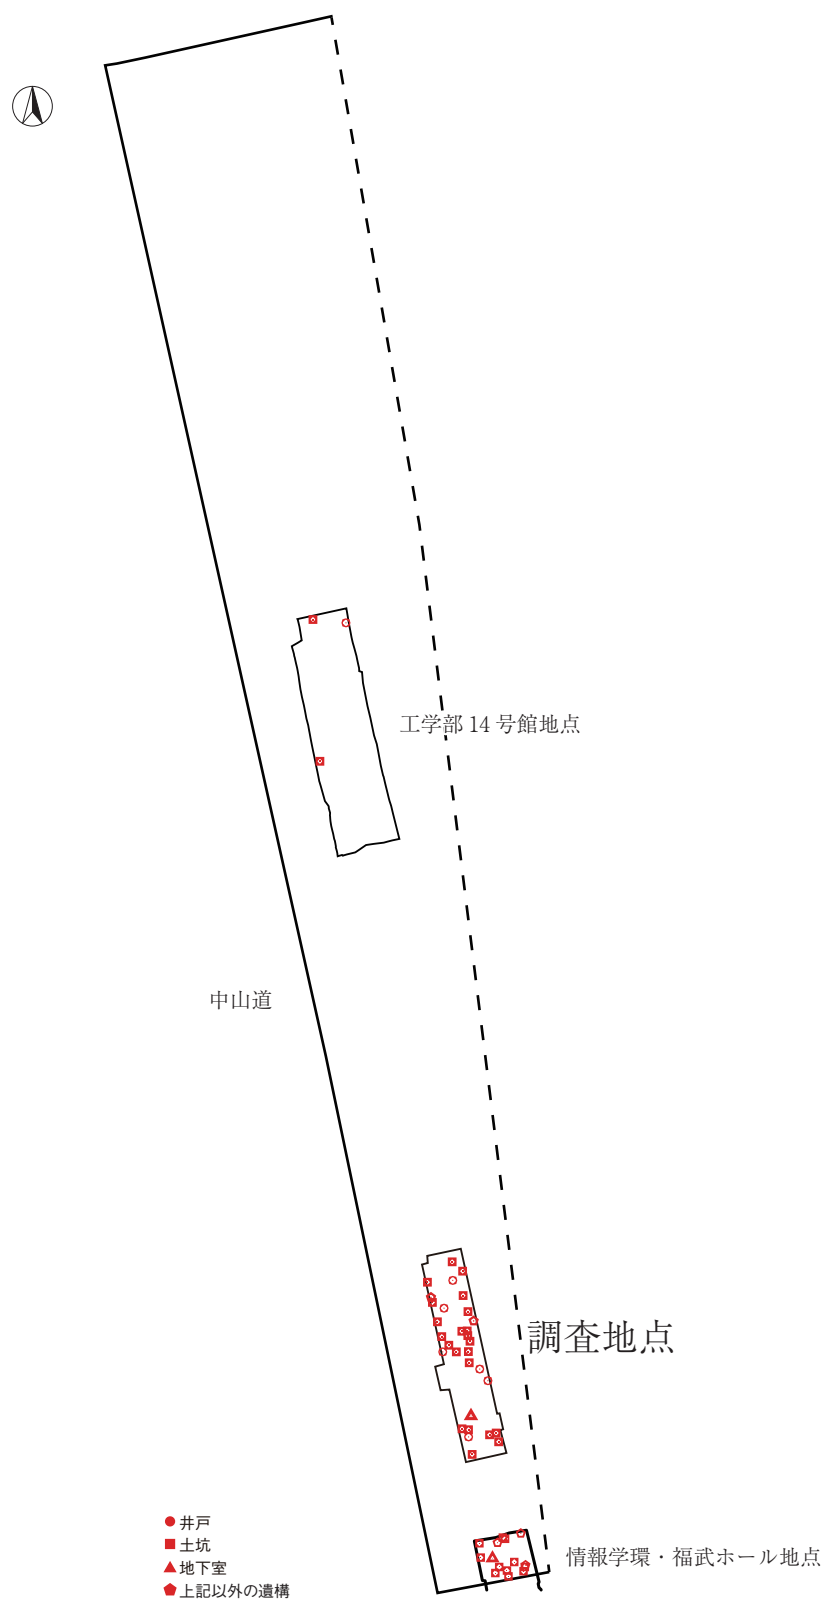 工学部 14 号館地点
中山道
調査地点
情報学環・福武ホール地点
井戸
土坑
地下室
上記以外の遺構